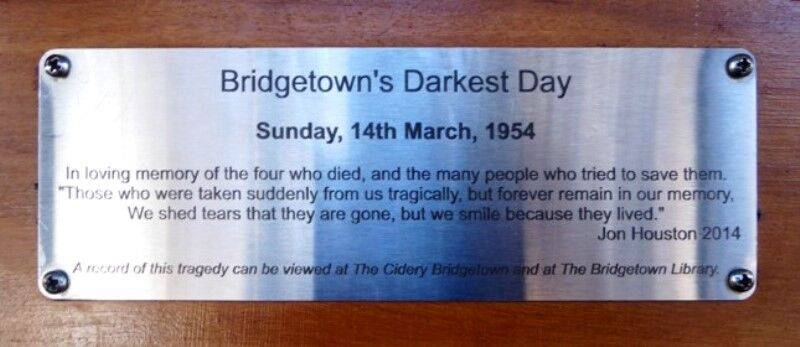 Bridgetown's Darkest Day
Sunday, 14th March, 1954
In loving memory of the four who died, and the many people who tried to save them.
"Those who were taken suddenly from us tragically, but forever remain in our memory,
We shed tears that they are gone, but we smile because they lived."
Jon Houston 2014
A record of this tragedy can be viewed at The Cidery Bridgetown and at The Bridgetown Library.